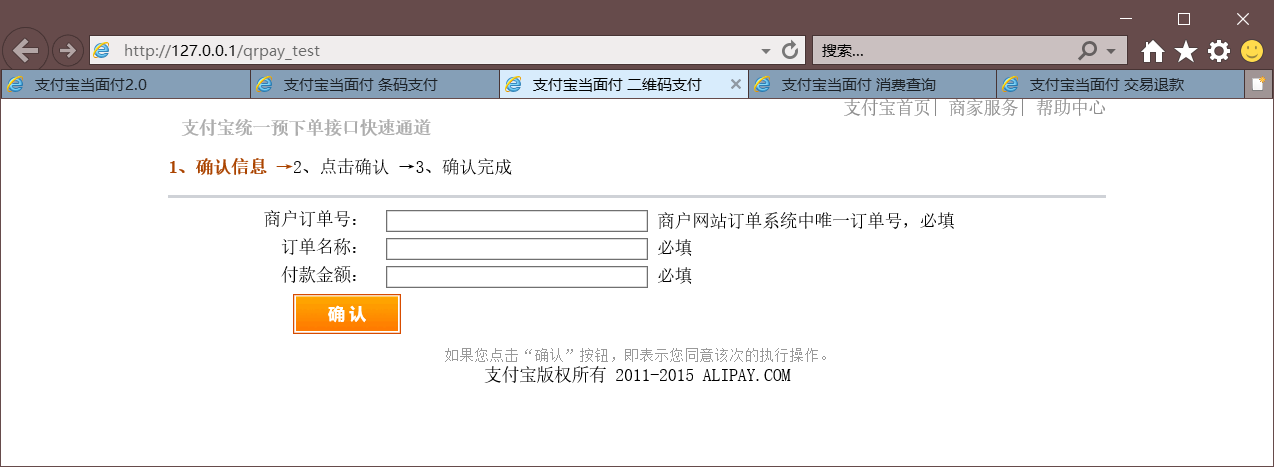 http://127.0.0.1/qrpay_test
搜索...
支付宝当面付2.0
支付宝当面付 条码支付
支付宝当面付 二维码支付
支付宝当面付 消费查询
支付宝当面付 交易退款
支付宝首页| 商家服务| 帮助中心
支付宝统一预下单接口快速通道
1、确认信息 →2、点击确认 →3、确认完成
商户订单号： 商户网站订单系统中唯一订单号，必填
订单名称： 必填
付款金额： 必填
确 认
如果您点击“确认”按钮，即表示您同意该次的执行操作。
支付宝版权所有 2011-2015 ALIPAY.COM